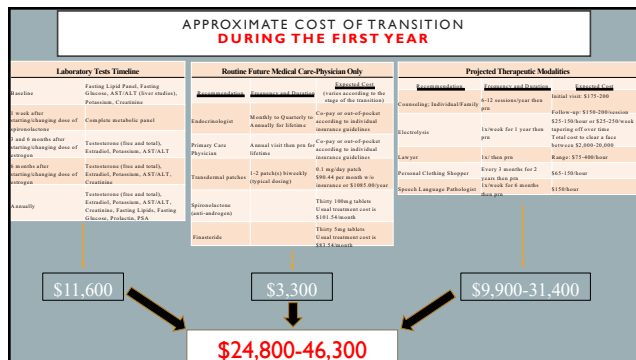 APPROXIMATE COST OF TRANSITION
DURING THE FIRST YEAR
Laboratory Tests Timeline
Baseline
Fasting Lipid Panel, Fasting
Glucose, AST/ALT (liver studies),
Potassium, Creatinine
1 week after
starting/changing dose of
spironolactone
Complete metabolic panel
3 and 6 months after
starting/changing dose of
estrogen
Testosterone (free and total),
Estradiol, Potassium, AST/ALT
6 months after
starting/changing dose of
estrogen
Testosterone (free and total),
Estradiol, Potassium, AST/ALT,
Creatinine
Annually
Testosterone (free and total),
Estradiol, Potassium, AST/ALT,
Creatinine, Fasting Lipids, Fasting
Glucose, Prolactin, PSA
Routine Future Medical Care-Physician Only
Recommendation
Frequency and Duration
Expected Cost
(varies according to the
stage of the transition)
Endocrinologist
Monthly to Quarterly to
Annually for lifetime
Co-pay or out-of-pocket
according to individual
insurance guidelines
Primary Care
Physician
Annual visit then prn for
lifetime
Co-pay or out-of-pocket
according to individual
insurance guidelines
Transdermal patches
1-2 patch(s) biweekly
(typical dosing)
0.1 mg/day patch
$90.44 per month w/o
insurance or $1085.00/year
Spironolactone
(anti-androgen)
Thirty 100mg tablets
Usual treatment cost is
$101.54/month
Finasteride
Thirty 5mg tablets
Usual treatment cost is
$83.54/month
Projected Therapeutic Modalities
Recommendation
Frequency and Duration
Expected Cost
Counseling; Individual/Family
6-12 sessions/year then
prn
Initial visit: $175-200
Follow-up: $150-200/session
Electrolysis
1x/week for 1 year then
prn
$25-150/hour or $25-250/week
tapering off over time
Total cost to clear a face
between $2,000-20,000
Lawyer
1x/ then prn
Range: $75-400/hour
Personal Clothing Shopper
Every 3 months for 2
years then prn
$65-150/hour
Speech Language Pathologist
1x/week for 6 months
then prn
$150/hour
$11,600
$3,300
$9,900-31,400
$24,800-46,300